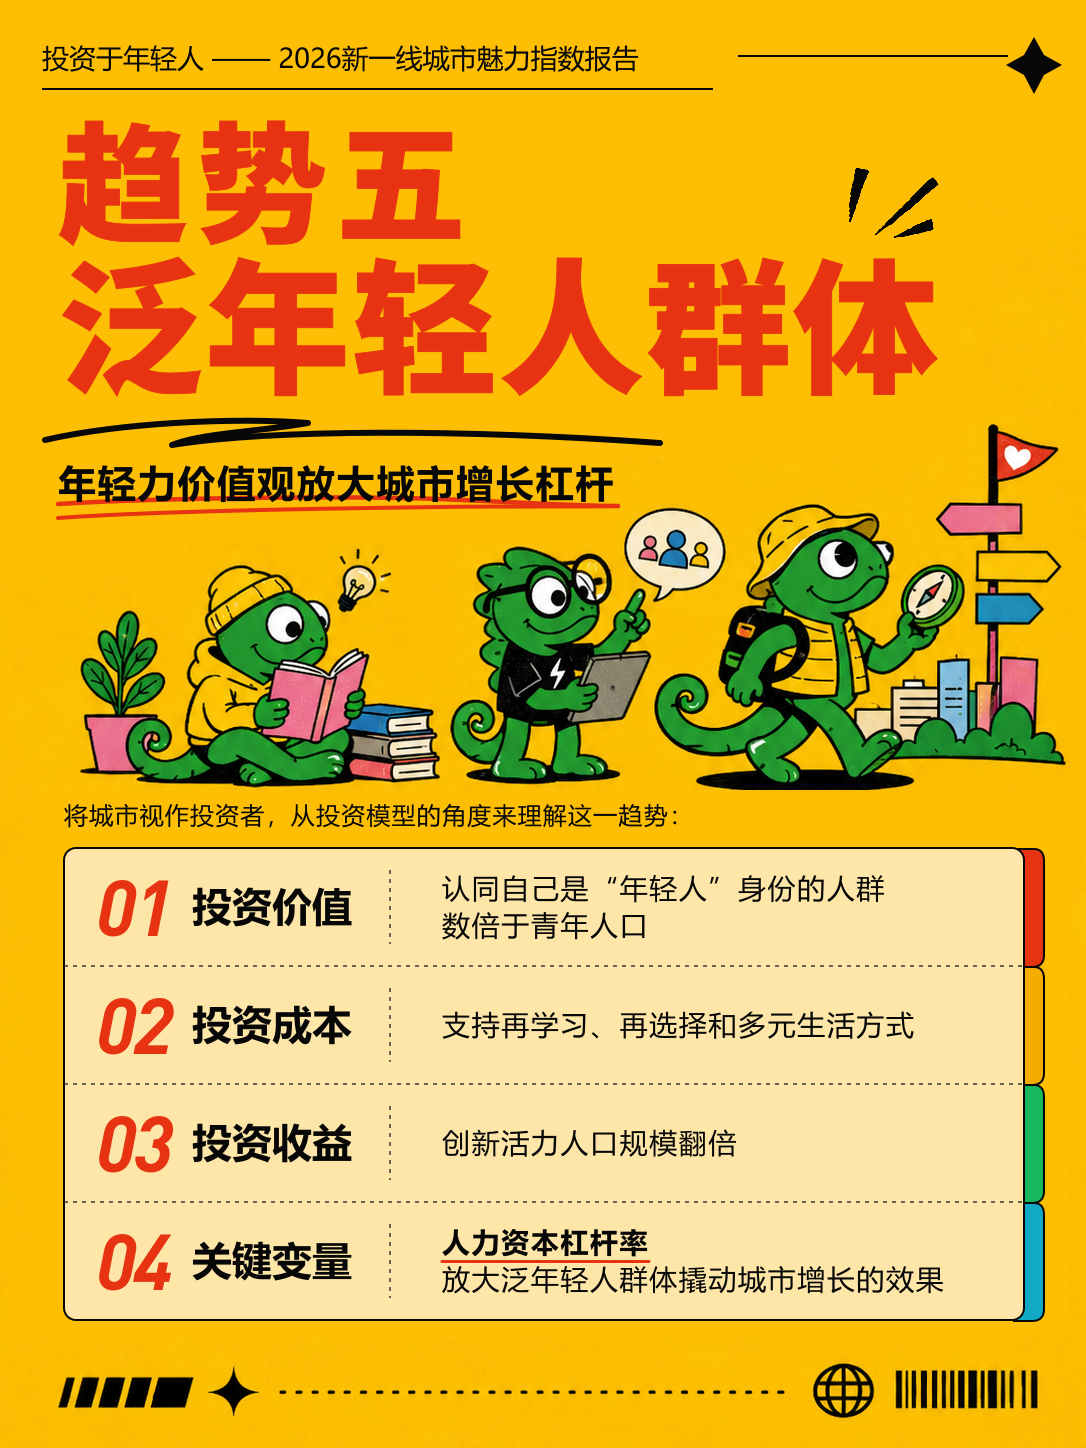 投资于年轻人 —— 2026新一线城市魅力指数报告
趋势五
泛年轻人群体
年轻力价值观放大城市增长杠杆
将城市视作投资者，从投资模型的角度来理解这一趋势：
01 投资价值
认同自己是“年轻人”身份的人群
数倍于青年人口
02 投资成本
支持再学习、再选择和多元生活方式
03 投资收益
创新活力人口规模翻倍
04 关键变量
人力资本杠杆率
放大泛年轻人群体撬动城市增长的效果